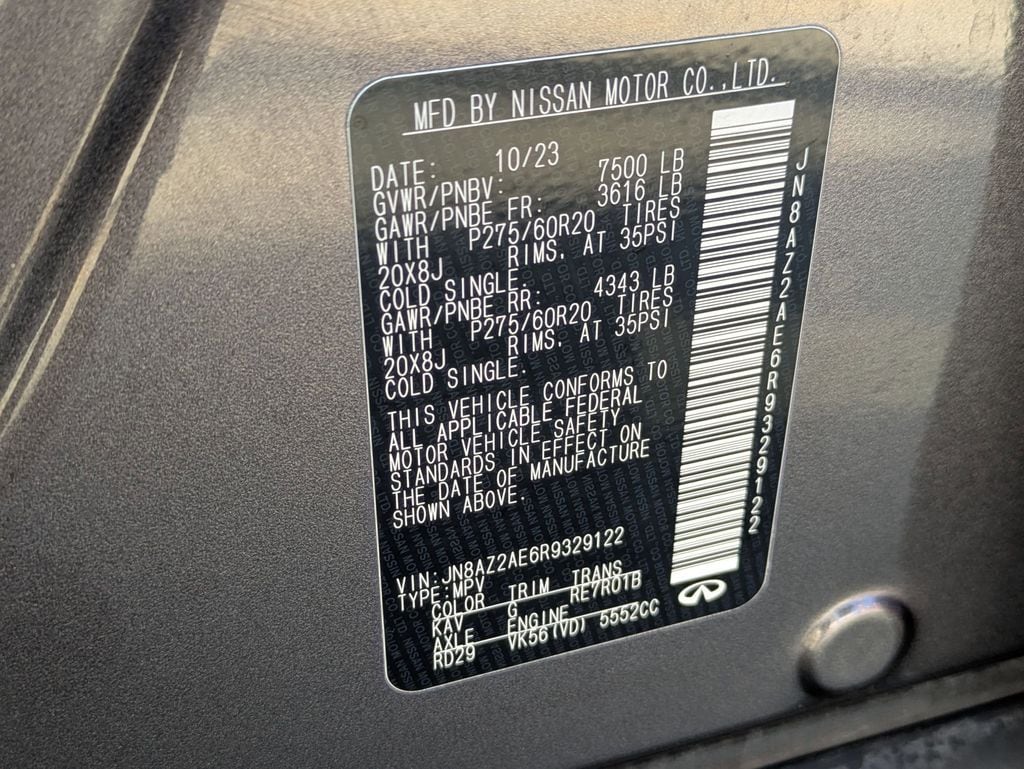 MFD BY NISSAN MOTOR CO.,LTD.
DATE: 10/23
GVWR/PNBV: 7500 LB
GAWR/PNBE FR: 3616 LB
WITH P275/60R20 TIRES
20X8J RIMS, AT 35PSI
COLD SINGLE.
GAWR/PNBE RR: 4343 LB
WITH P275/60R20 TIRES
20X8J RIMS, AT 35PSI
COLD SINGLE.
THIS VEHICLE CONFORMS TO
ALL APPLICABLE FEDERAL
MOTOR VEHICLE SAFETY
STANDARDS IN EFFECT ON
THE DATE OF MANUFACTURE
SHOWN ABOVE.
VIN:JN8AZ2AE6R9329122
TYPE:MPV
COLOR TRIM TRANS
KAV G RE7R01B
AXLE ENGINE
RD29 VK56(VD) 5552CC
JN8AZ2AE6R9329122